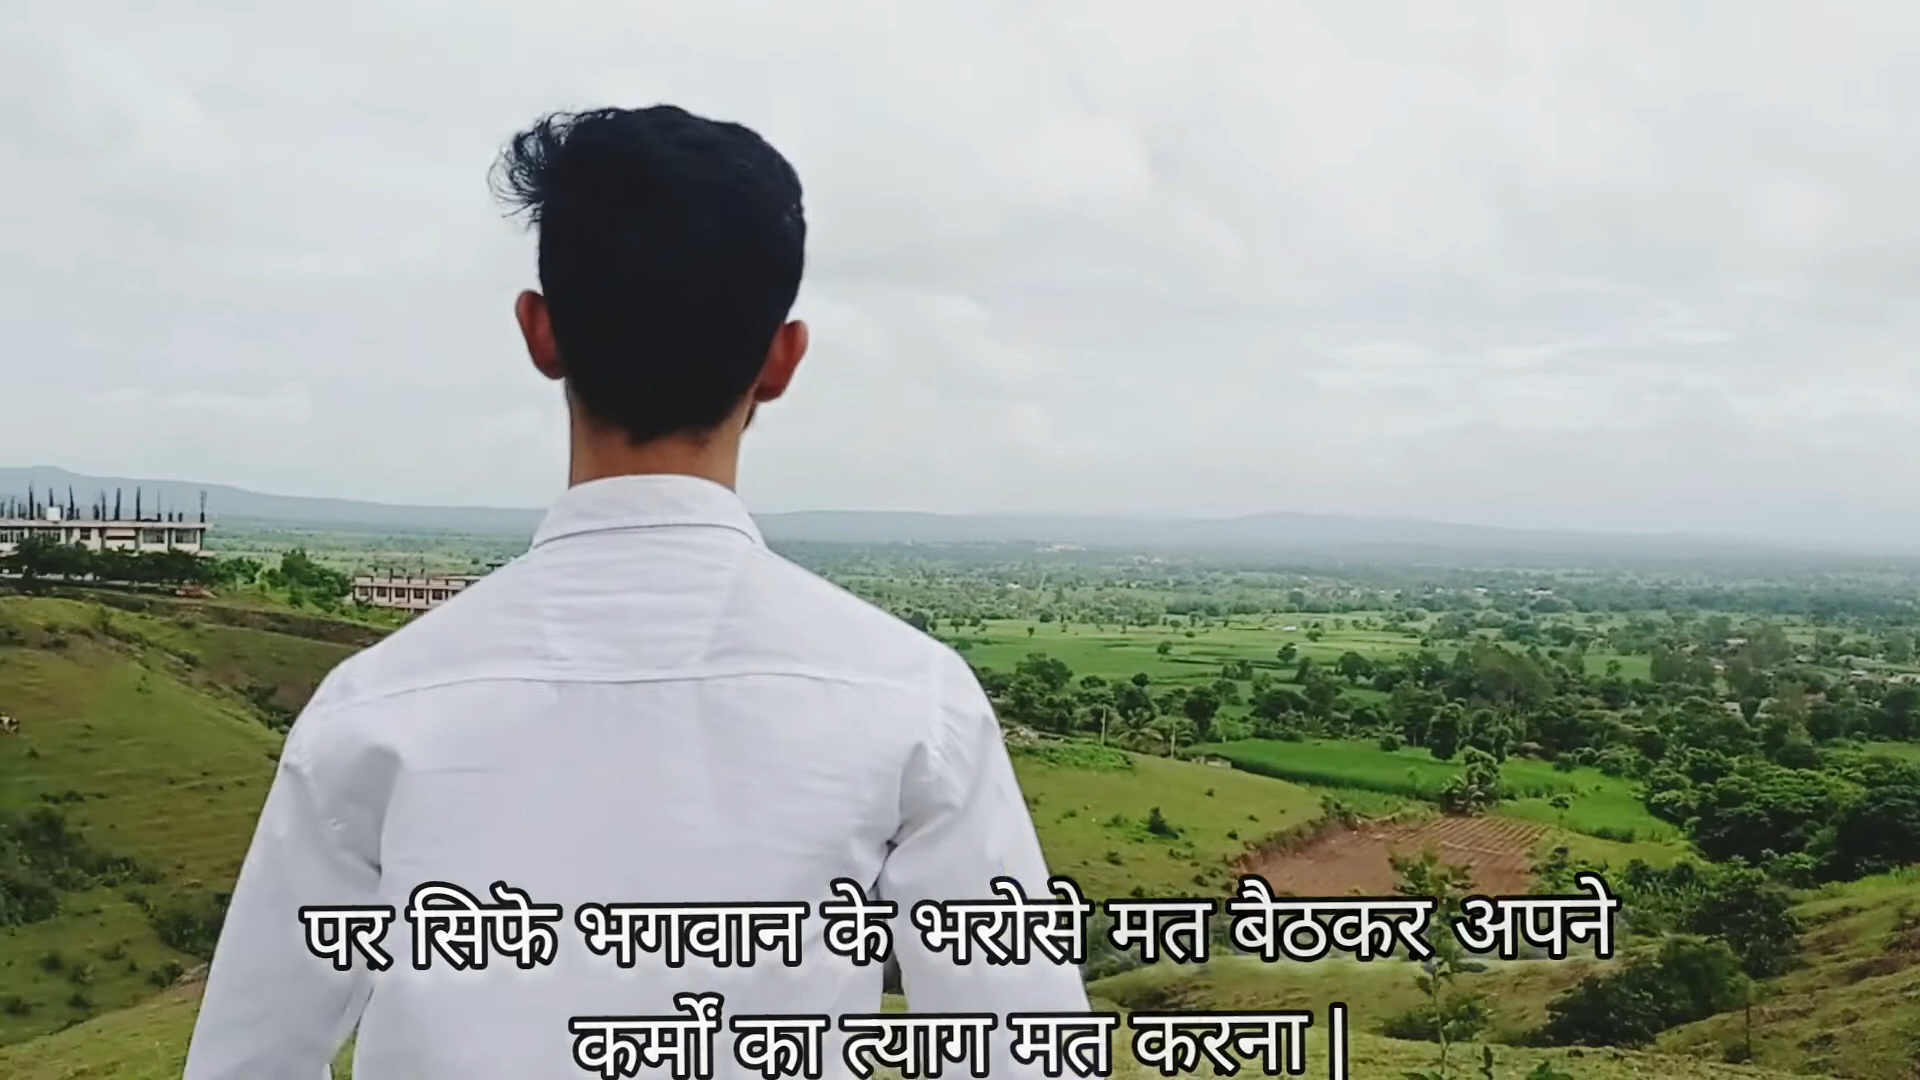 पर सिफॆ भगवान के भरोसे मत बैठकर अपने
कर्मों का त्याग मत करना |